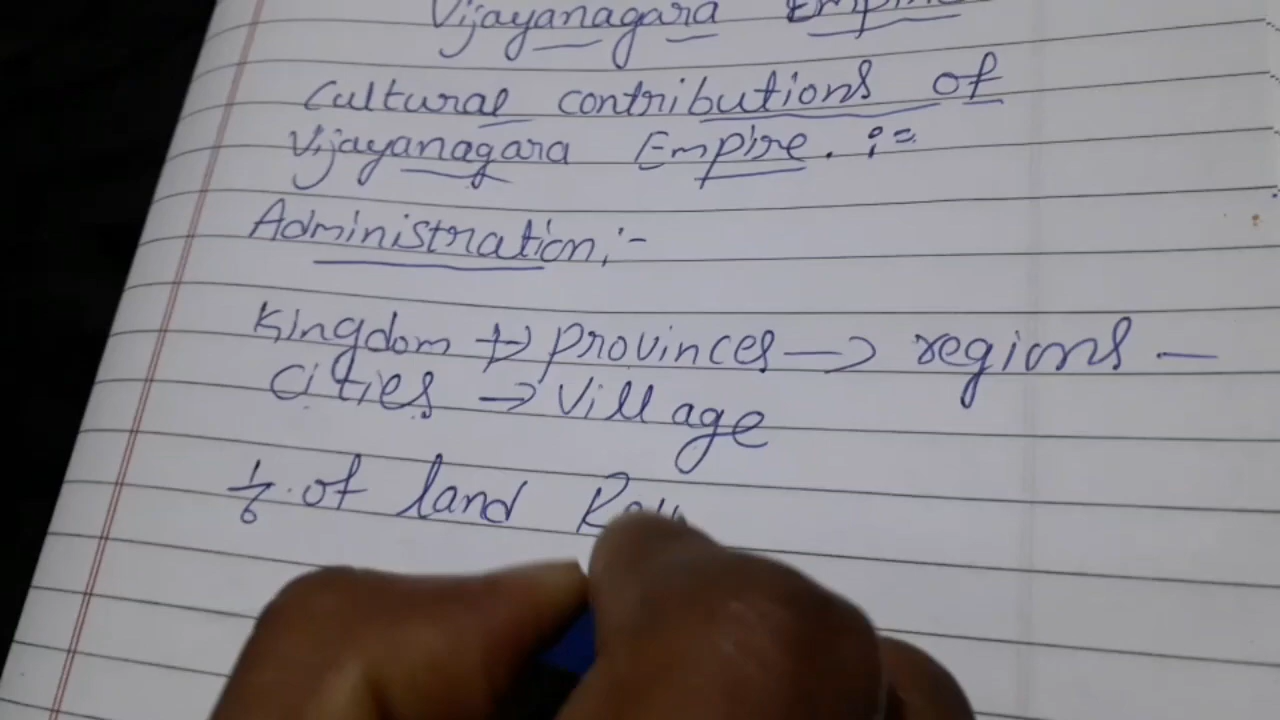 Vijayanagara Empire
Cultural contributions of
Vijayanagara Empire. :=
Administration:-
Kingdom → provinces → regions —
cities → Village
1/6 of land